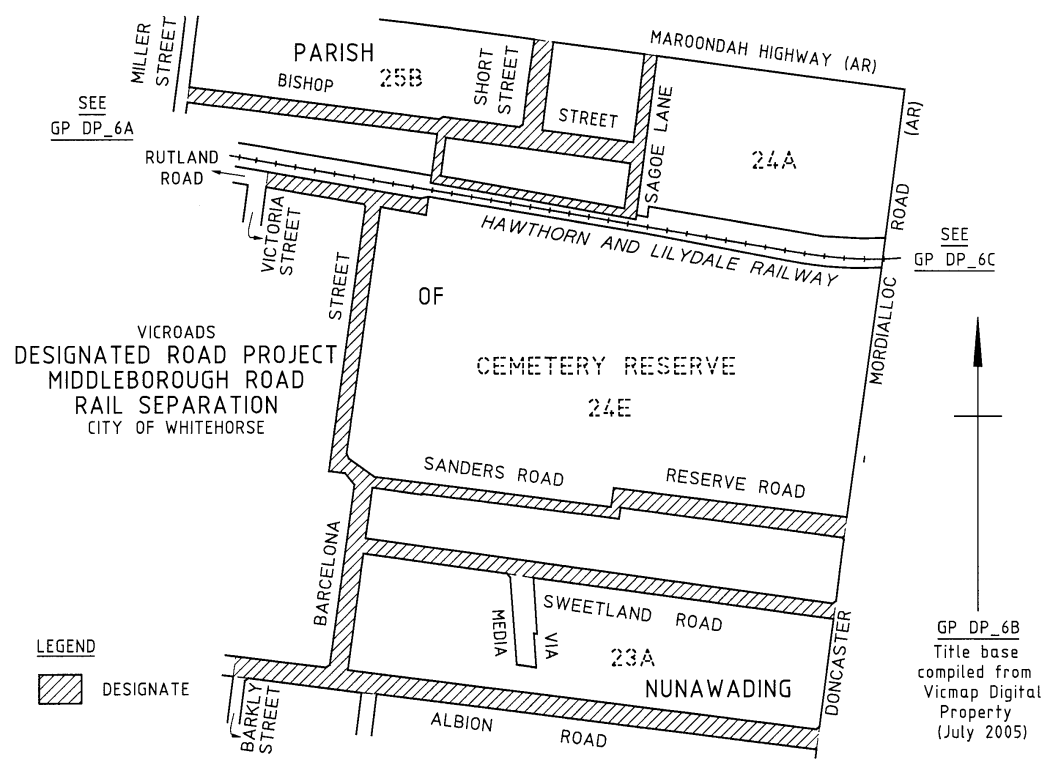 MILLER
STREET
PARISH
25B
BISHOP
SHORT
STREET
STREET
SAGOE LANE
MAROONDAH HIGHWAY (AR)
24A
(AR)
ROAD
SEE
GP DP_6A
RUTLAND
ROAD
VICTORIA
STREET
STREET
HAWTHORN AND LILYDALE RAILWAY
SEE
GP DP_6C
MORDIALLOC
OF
CEMETERY RESERVE
24E
VICROADS
DESIGNATED ROAD PROJECT
MIDDLEBOROUGH ROAD
RAIL SEPARATION
CITY OF WHITEHORSE
SANDERS ROAD
RESERVE ROAD
BARCELONA
SWEETLAND ROAD
MEDIA
VIA
23A
NUNAWADING
DONCASTER
LEGEND
DESIGNATE
BARKLY
STREET
ALBION ROAD
GP DP_6B
Title base
compiled from
Vicmap Digital
Property
(July 2005)